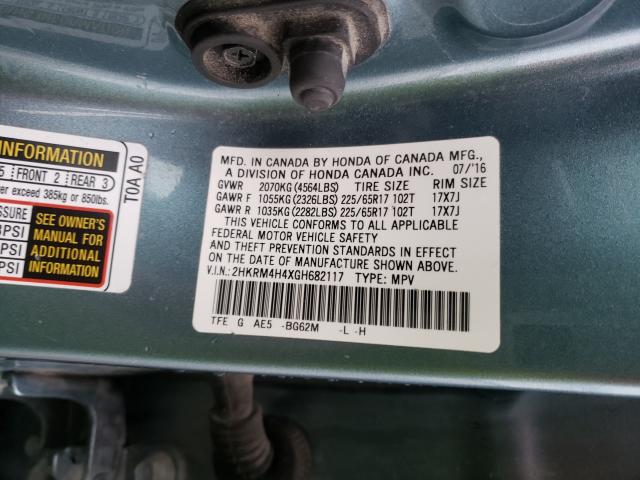 INFORMATION
5 FRONT 2 REAR 3
er exceed 385kg or 850lbs.
SSURE
PSI
PSI
PSI
SEE OWNER'S
MANUAL FOR
ADDITIONAL
INFORMATION
T0A A0
MFD. IN CANADA BY HONDA OF CANADA MFG.,
A DIVISION OF HONDA CANADA INC. 07/'16
GVWR 2070KG (4564LBS) TIRE SIZE RIM SIZE
GAWR F 1055KG (2326LBS) 225/65R17 102T 17X7J
GAWR R 1035KG (2282LBS) 225/65R17 102T 17X7J
THIS VEHICLE CONFORMS TO ALL APPLICABLE
FEDERAL MOTOR VEHICLE SAFETY
AND THEFT PREVENTION STANDARDS IN EFFECT
ON THE DATE OF MANUFACTURE SHOWN ABOVE.
V.I.N.: 2HKRM4H4XGH682117 TYPE: MPV
TFE G AE5 -BG62M -L -H